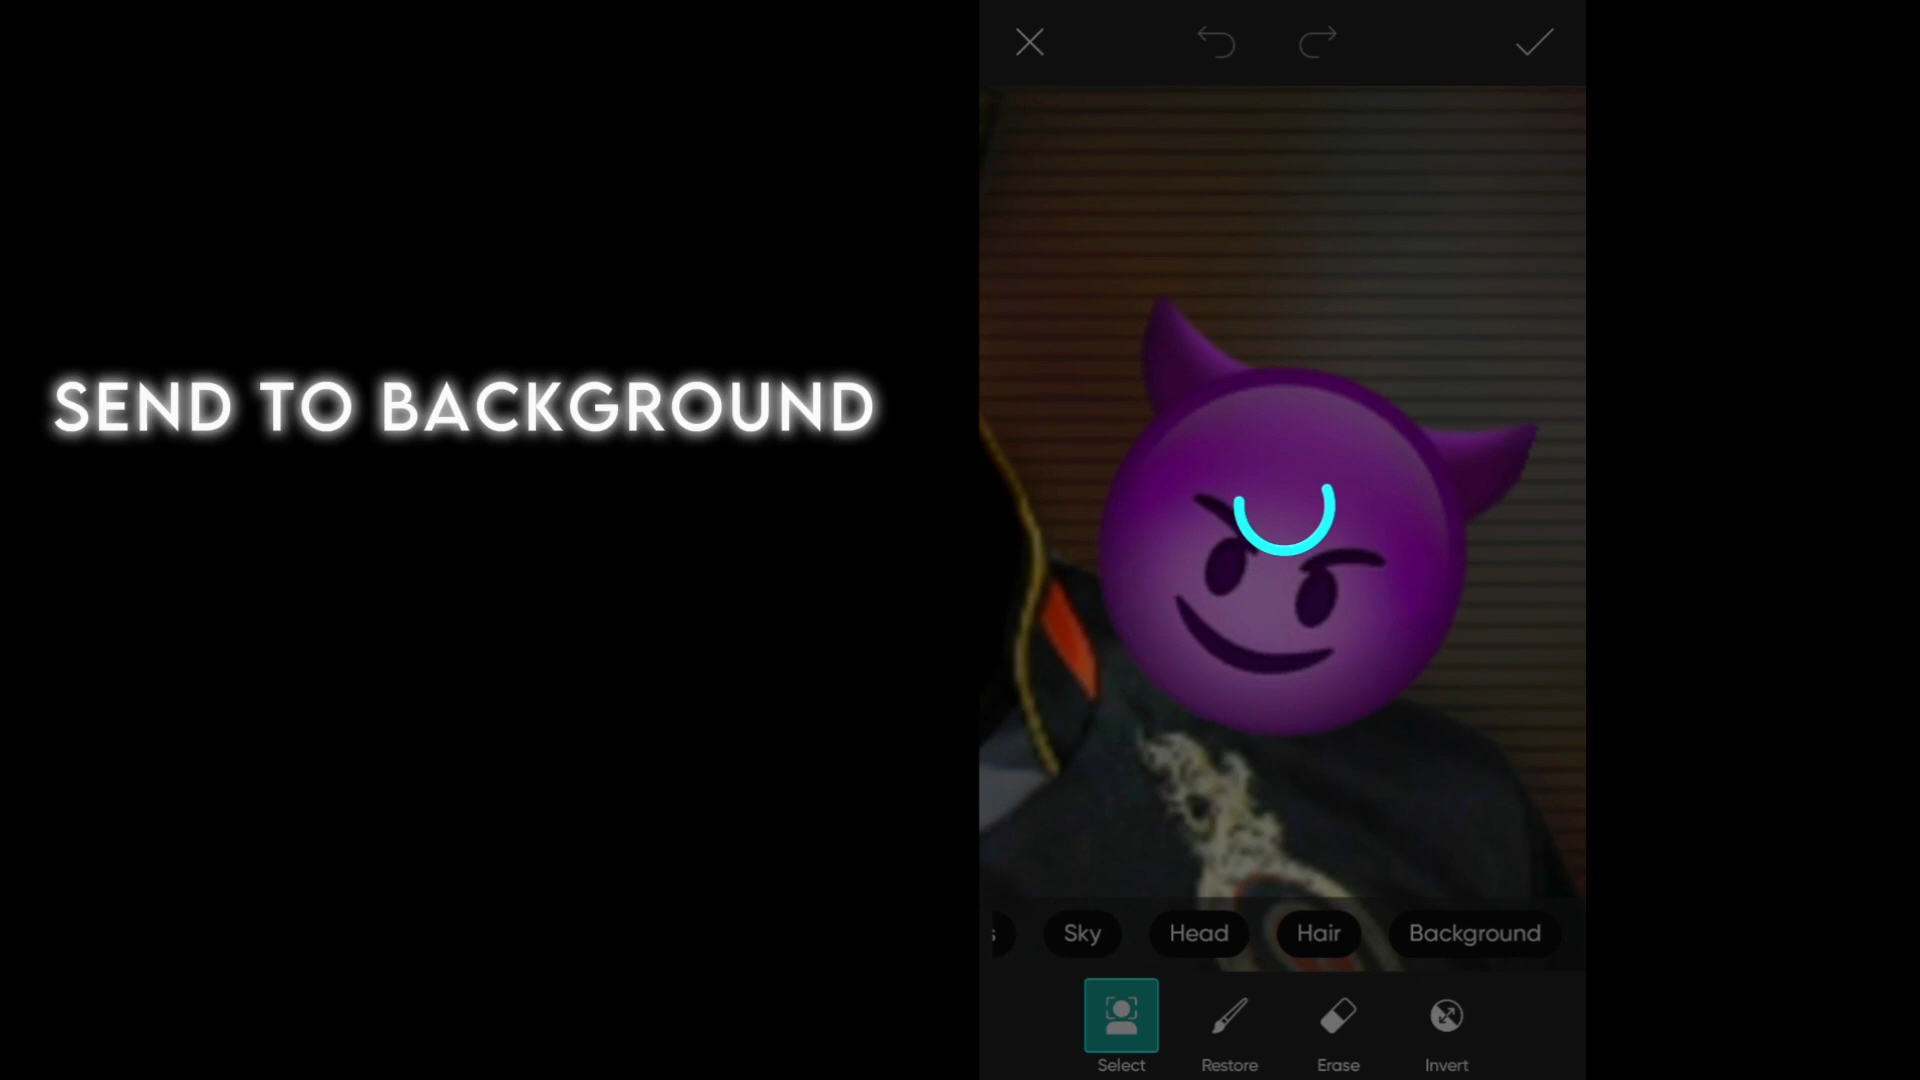 SEND TO BACKGROUND
s Sky Head Hair Background
Select Restore Erase Invert